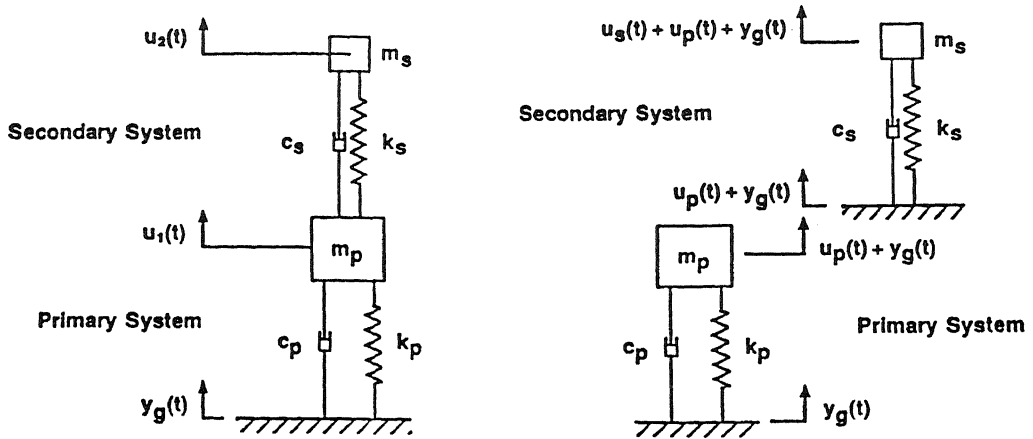 u₂(t)
mₛ
Secondary System
cₛ
kₛ
u₁(t)
mₚ
Primary System
cₚ
kₚ
y_g(t)
uₛ(t) + uₚ(t) + y_g(t)
mₛ
Secondary System
cₛ
kₛ
uₚ(t) + y_g(t)
mₚ
uₚ(t) + y_g(t)
Primary System
cₚ
kₚ
y_g(t)